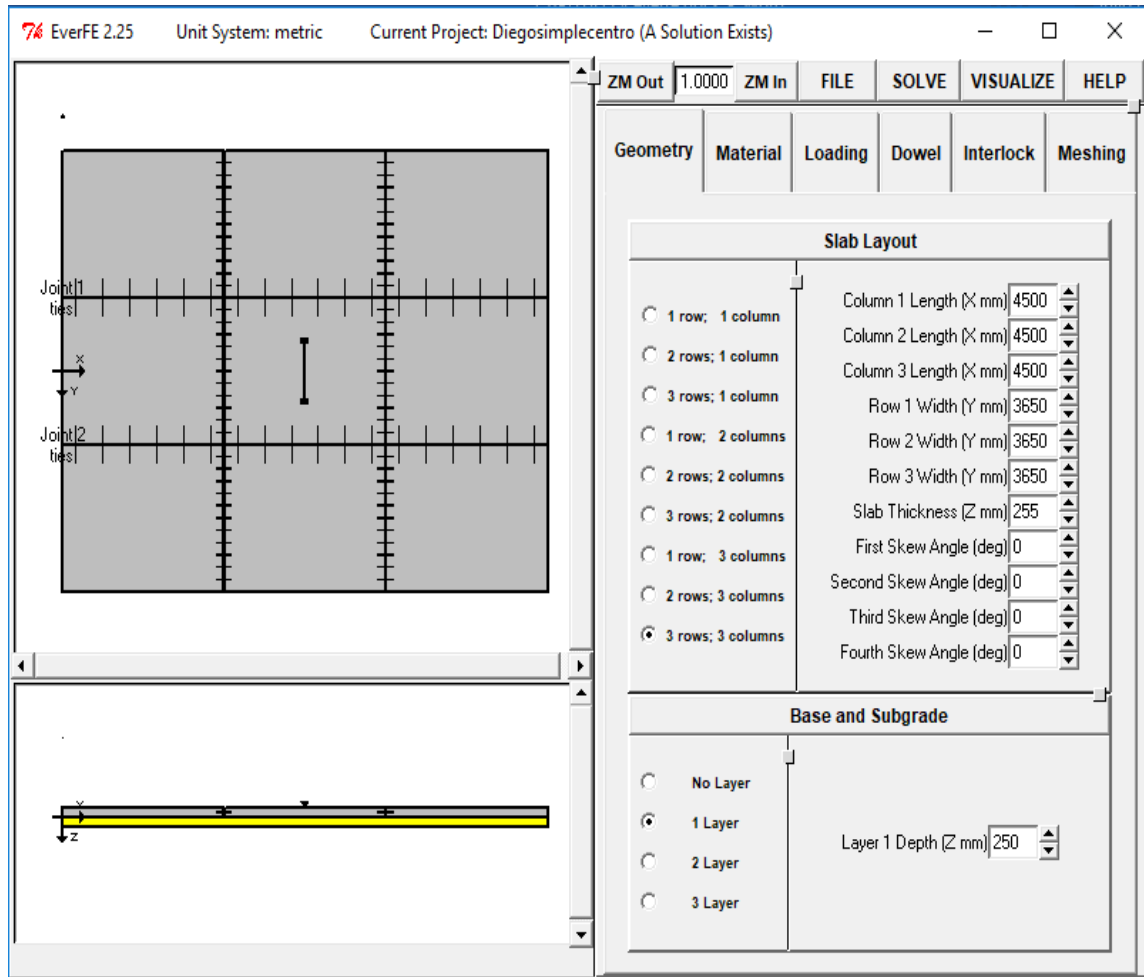 EverFE 2.25 Unit System: metric Current Project: Diegosimplecentro (A Solution Exists)
ZM Out 1.0000 ZM In FILE SOLVE VISUALIZE HELP
Geometry Material Loading Dowel Interlock Meshing
Joint 1
ties
X
Y
Joint 2
ties
X
Z
Slab Layout
1 row; 1 column
2 rows; 1 column
3 rows; 1 column
1 row; 2 columns
2 rows; 2 columns
3 rows; 2 columns
1 row; 3 columns
2 rows; 3 columns
3 rows; 3 columns
Column 1 Length (X mm) 4500
Column 2 Length (X mm) 4500
Column 3 Length (X mm) 4500
Row 1 Width (Y mm) 3650
Row 2 Width (Y mm) 3650
Row 3 Width (Y mm) 3650
Slab Thickness (Z mm) 255
First Skew Angle (deg) 0
Second Skew Angle (deg) 0
Third Skew Angle (deg) 0
Fourth Skew Angle (deg) 0
Base and Subgrade
No Layer
1 Layer
2 Layer
3 Layer
Layer 1 Depth (Z mm) 250